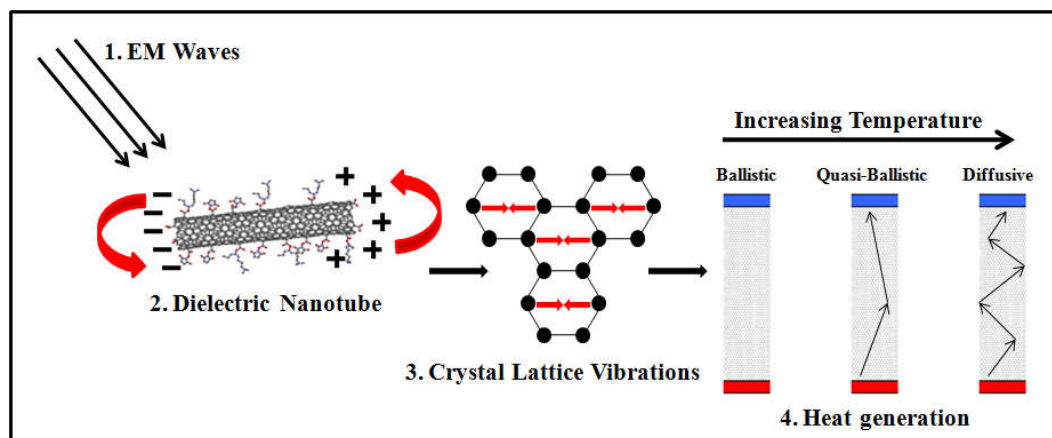 1. EM Waves
2. Dielectric Nanotube
3. Crystal Lattice Vibrations
Increasing Temperature
Ballistic
Quasi-Ballistic
Diffusive
4. Heat generation